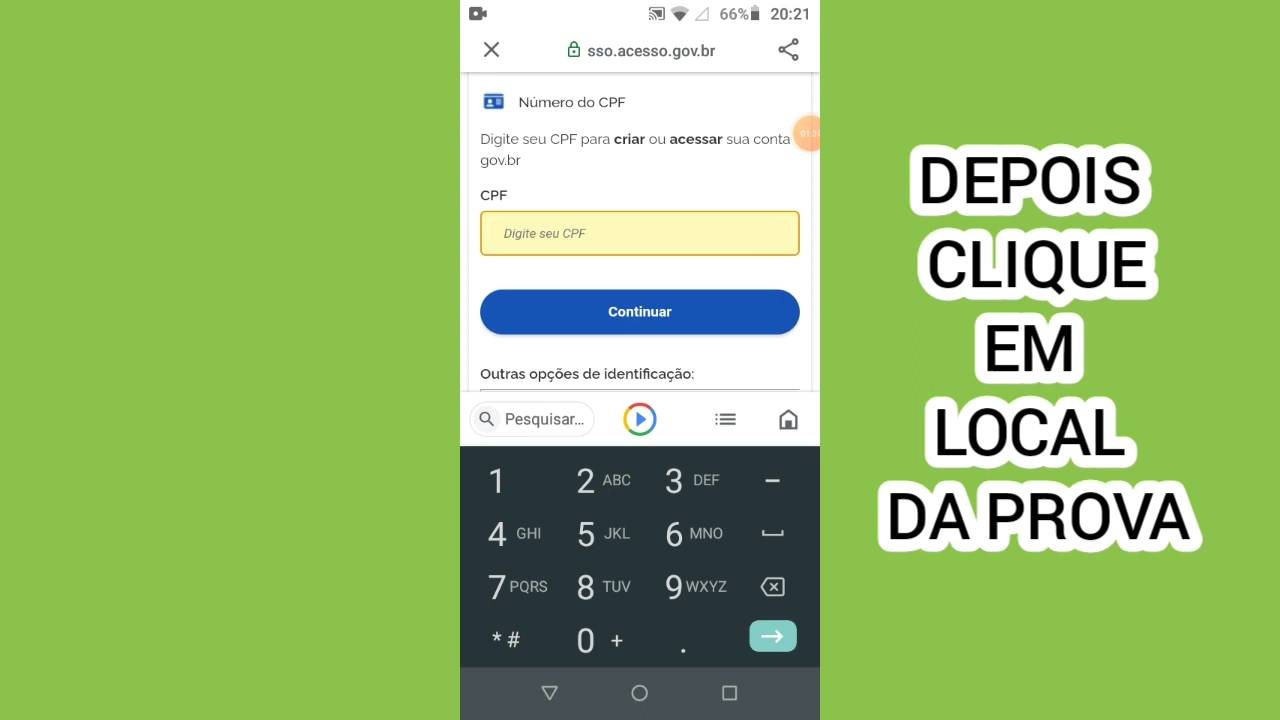 66% 20:21
sso.acesso.gov.br
Número do CPF
Digite seu CPF para criar ou acessar sua conta
gov.br
CPF
Digite seu CPF
Continuar
Outras opções de identificação:
Pesquisar...
1 2 ABC 3 DEF –
4 GHI 5 JKL 6 MNO
7 PQRS 8 TUV 9 WXYZ
* # 0 + .
DEPOIS
CLIQUE
EM
LOCAL
DA PROVA